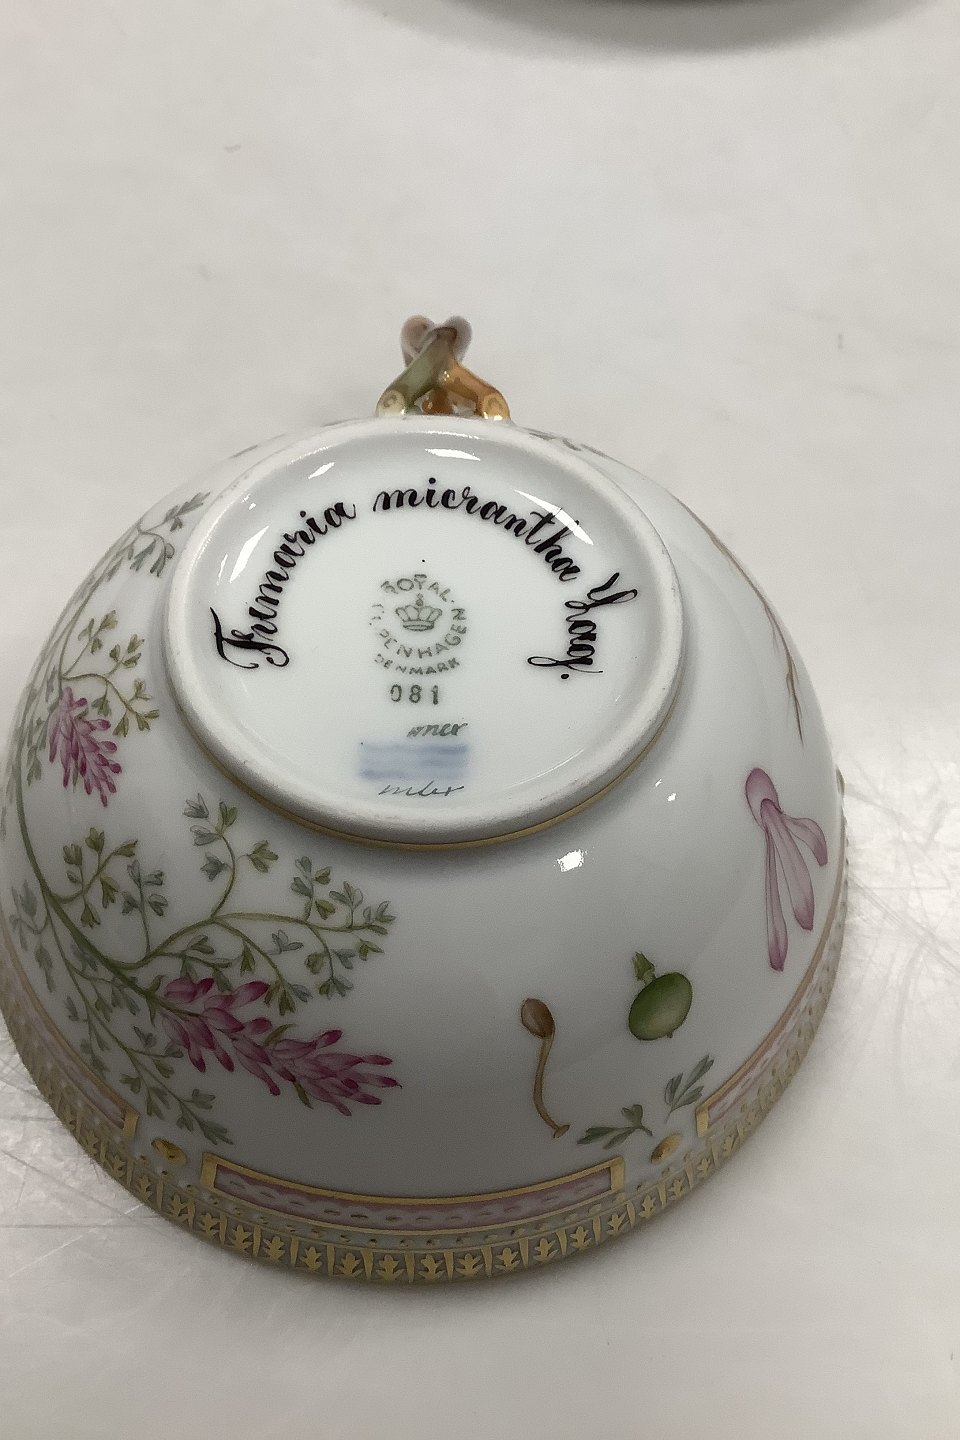 Fumaria micrantha Lag.
ROYAL COPENHAGEN
DENMARK
081